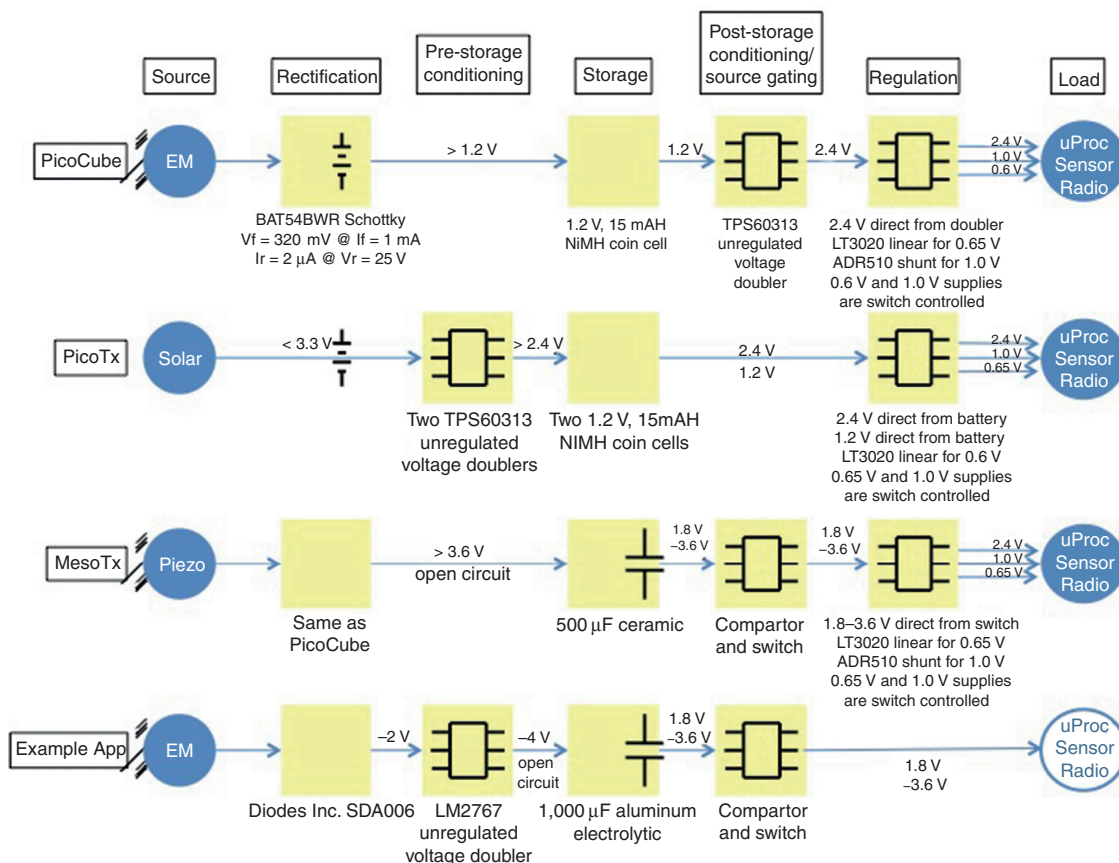 Source
Rectification
Pre-storage
conditioning
Storage
Post-storage
conditioning/
source gating
Regulation
Load
PicoCube
EM
> 1.2 V
1.2 V
2.4 V
2.4 V
1.0 V
0.6 V
uProc
Sensor
Radio
BAT54BWR Schottky
Vf = 320 mV @ If = 1 mA
Ir = 2 µA @ Vr = 25 V
1.2 V, 15 mAH
NiMH coin cell
TPS60313
unregulated
voltage
doubler
2.4 V direct from doubler
LT3020 linear for 0.65 V
ADR510 shunt for 1.0 V
0.6 V and 1.0 V supplies
are switch controlled
PicoTx
Solar
< 3.3 V
> 2.4 V
2.4 V
1.2 V
2.4 V
1.0 V
0.65 V
uProc
Sensor
Radio
Two TPS60313
unregulated
voltage doublers
Two 1.2 V, 15mAH
NIMH coin cells
2.4 V direct from battery
1.2 V direct from battery
LT3020 linear for 0.6 V
0.65 V and 1.0 V supplies
are switch controlled
MesoTx
Piezo
> 3.6 V
open circuit
1.8 V
–3.6 V
1.8 V
–3.6 V
2.4 V
1.0 V
0.65 V
uProc
Sensor
Radio
Same as
PicoCube
500 µF ceramic
Compartor
and switch
1.8–3.6 V direct from switch
LT3020 linear for 0.65 V
ADR510 shunt for 1.0 V
0.65 V and 1.0 V supplies
are switch controlled
Example App
EM
–2 V
–4 V
open
circuit
1.8 V
–3.6 V
1.8 V
–3.6 V
uProc
Sensor
Radio
Diodes Inc. SDA006
LM2767
unregulated
voltage doubler
1,000 µF aluminum
electrolytic
Compartor
and switch